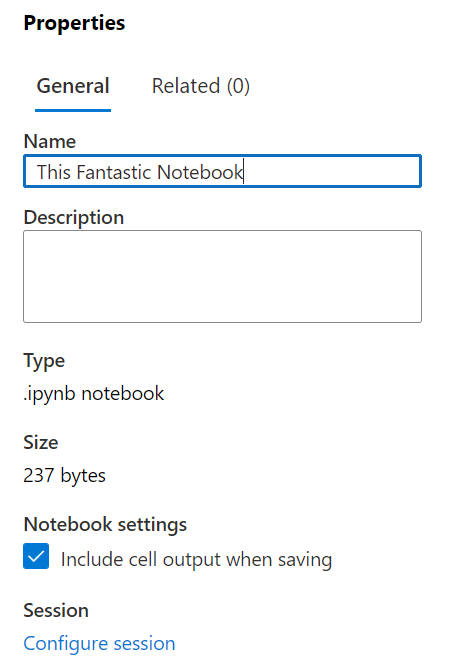 Properties
General Related (0)
Name
This Fantastic Notebook
Description
Type
.ipynb notebook
Size
237 bytes
Notebook settings
Include cell output when saving
Session
Configure session